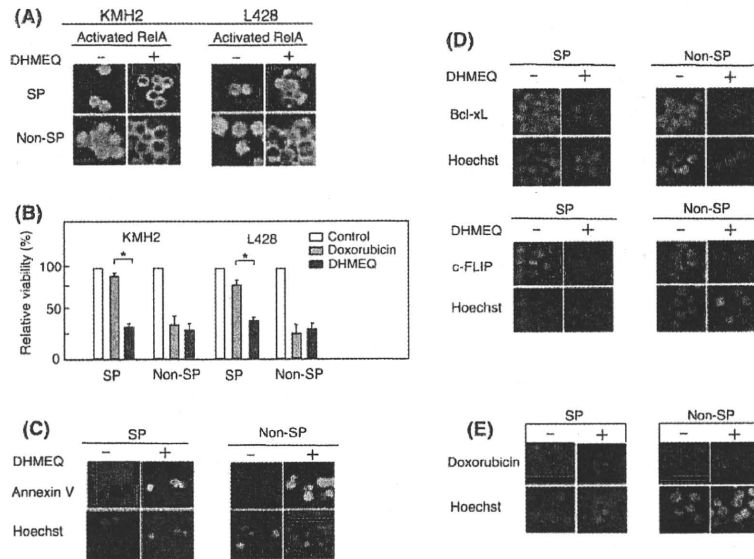 (A)
KMH2 L428
Activated RelA Activated RelA
DHMEQ − + − +
SP
Non-SP
(B)
KMH2 L428
Control
Doxorubicin
DHMEQ
* *
Relative viability (%)
100
50
0
SP Non-SP SP Non-SP
(C)
SP Non-SP
DHMEQ − + − +
Annexin V
Hoechst
(D)
SP Non-SP
DHMEQ − + − +
Bcl-xL
Hoechst
SP Non-SP
DHMEQ − + − +
c-FLIP
Hoechst
(E)
SP Non-SP
− + − +
Doxorubicin
Hoechst